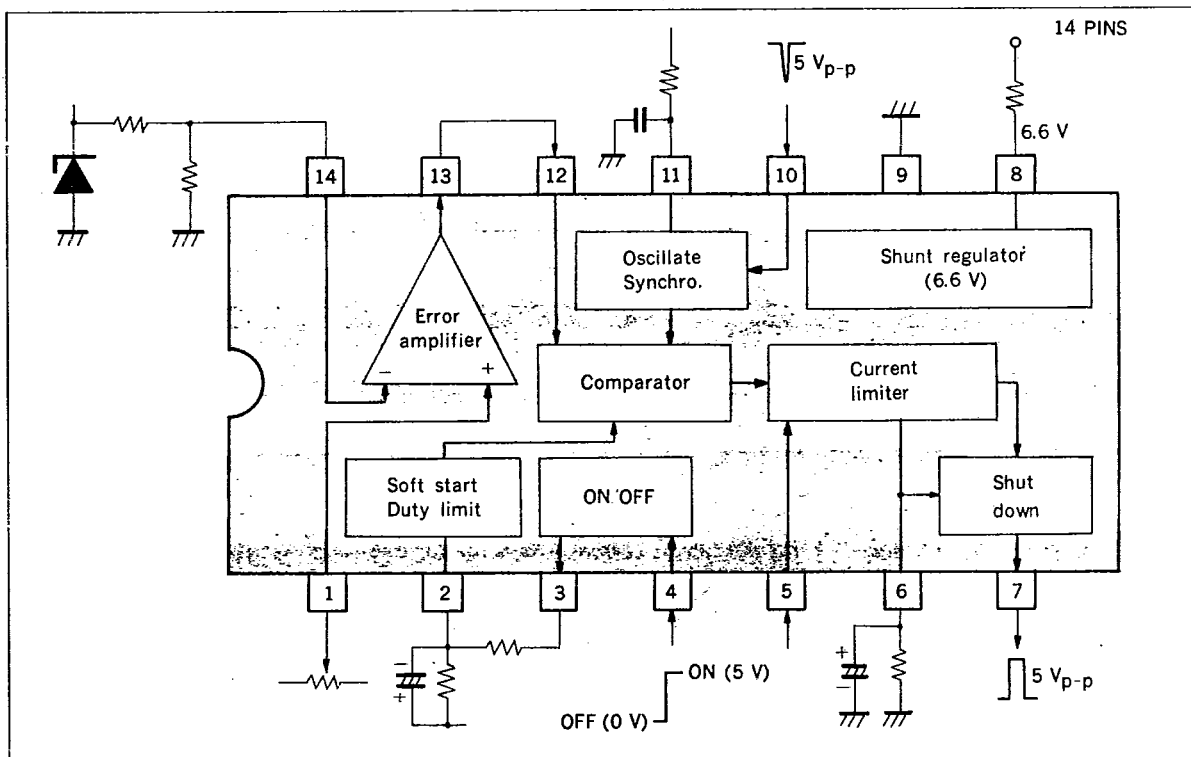 14 PINS
5 Vp-p
6.6 V
14
13
12
11
10
9
8
Oscillate
Synchro.
Shunt regulator
(6.6 V)
Error
amplifier
−
+
Comparator
Current
limiter
Soft start
Duty limit
ON/OFF
Shut
down
1
2
3
4
5
6
7
−
+
ON (5 V)
OFF (0 V)
+
−
5 Vp-p